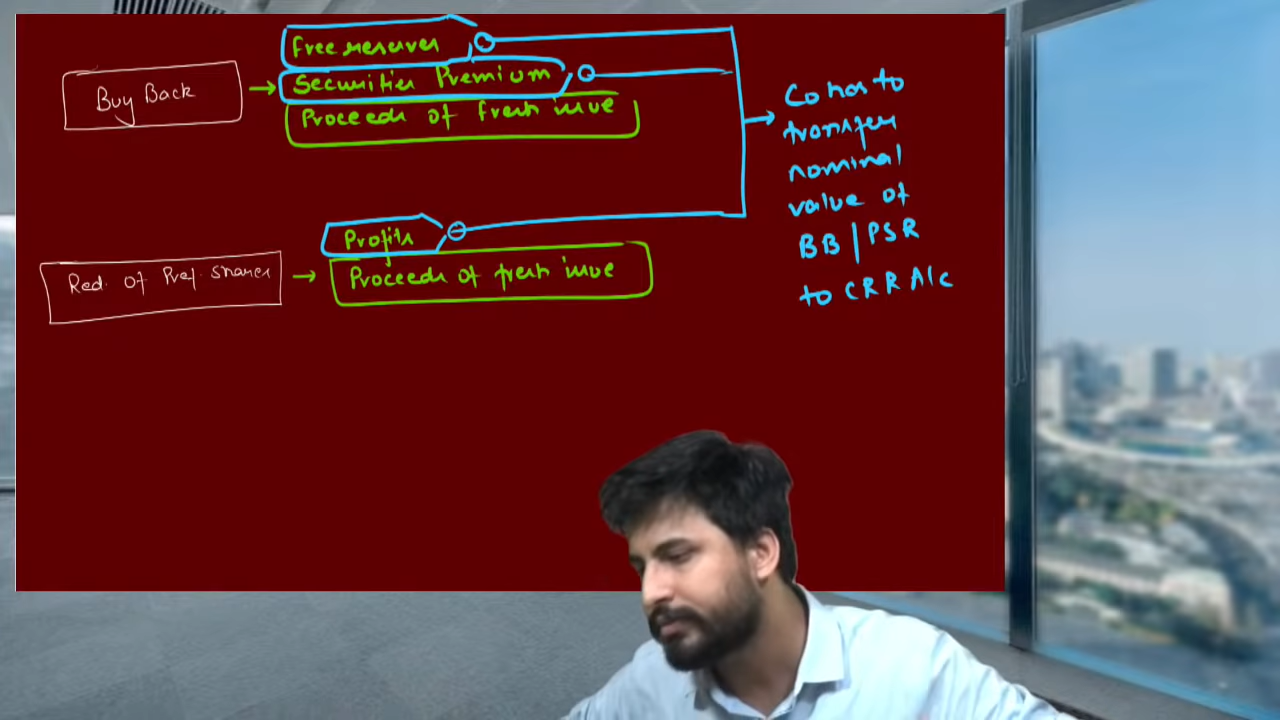 Free reserves
Buy Back → Securities Premium
Proceeds of fresh issue
Profits
Red. of Pref. shares → Proceeds of fresh issue
Co has to
transfer
nominal
value of
BB | PSR
to CRR A/c